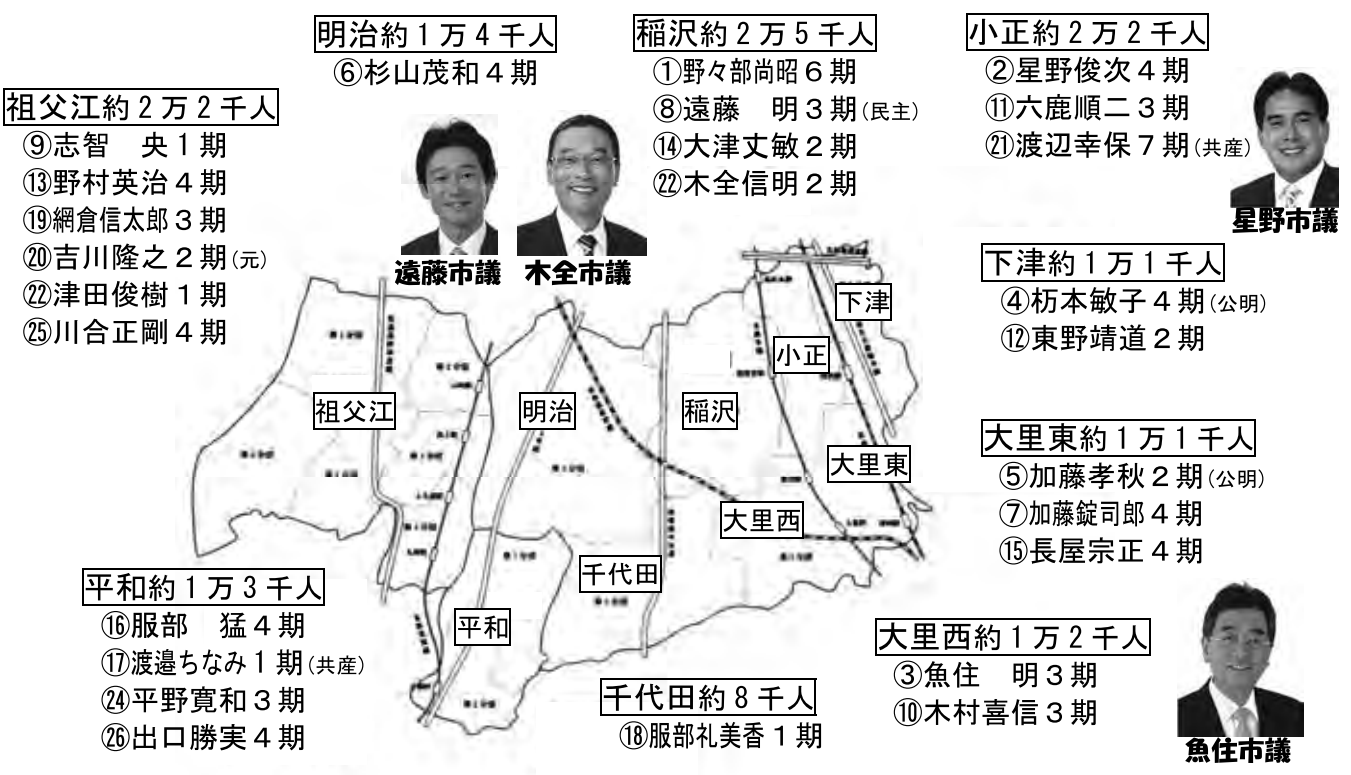 明治約1万4千人
⑥杉山茂和4期
稲沢約2万5千人
①野々部尚昭6期
⑧遠藤　明3期(民主)
⑭大津丈敏2期
㉒木全信明2期
小正約2万2千人
②星野俊次4期
⑪六鹿順二3期
㉑渡辺幸保7期(共産)
星野市議
祖父江約2万2千人
⑨志智　央1期
⑬野村英治4期
⑲網倉信太郎3期
⑳吉川隆之2期(元)
㉒津田俊樹1期
㉕川合正剛4期
遠藤市議
木全市議
下津約1万1千人
④杤本敏子4期(公明)
⑫東野靖道2期
下津
小正
祖父江
明治
稲沢
大里東
大里西
千代田
平和
大里東約1万1千人
⑤加藤孝秋2期(公明)
⑦加藤錠司郎4期
⑮長屋宗正4期
平和約1万3千人
⑯服部　猛4期
⑰渡邉ちなみ1期(共産)
㉔平野寛和3期
㉖出口勝実4期
千代田約8千人
⑱服部礼美香1期
大里西約1万2千人
③魚住　明3期
⑩木村喜信3期
魚住市議